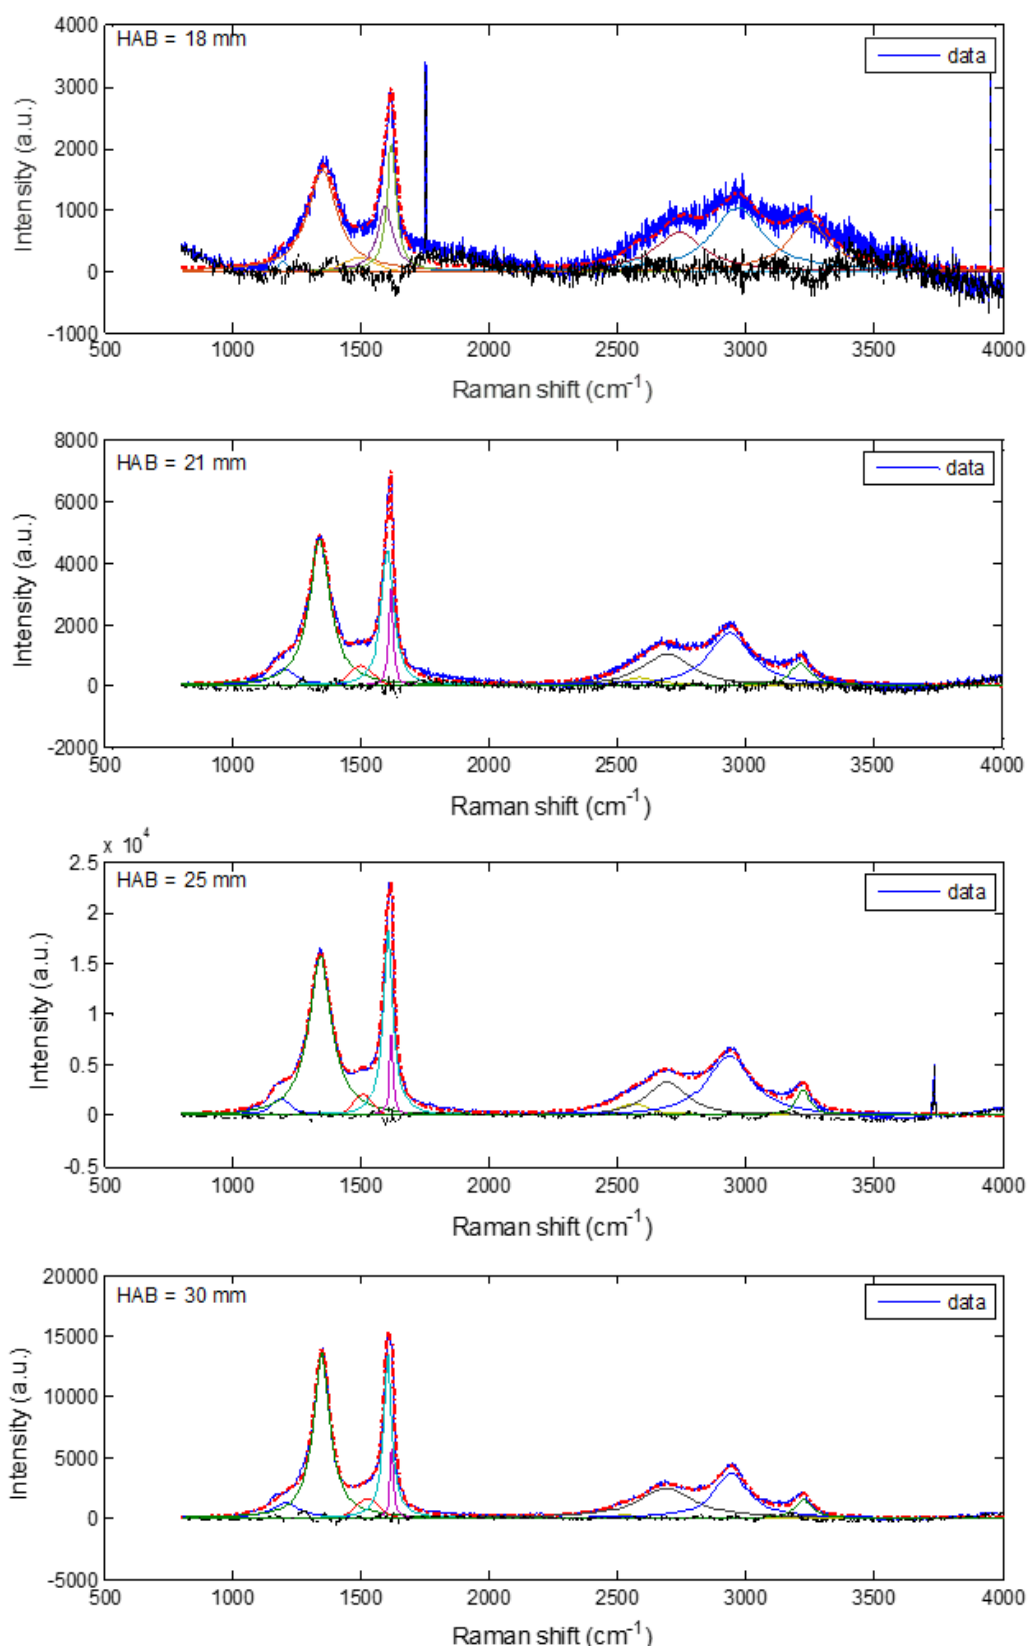 4000
HAB = 18 mm
data
3000
2000
1000
0
-1000
Intensity (a.u.)
500 1000 1500 2000 2500 3000 3500 4000
Raman shift (cm-1)
8000
HAB = 21 mm
data
6000
4000
2000
0
-2000
Intensity (a.u.)
500 1000 1500 2000 2500 3000 3500 4000
Raman shift (cm-1)
x 10^4
2.5
HAB = 25 mm
data
2
1.5
1
0.5
0
-0.5
Intensity (a.u.)
500 1000 1500 2000 2500 3000 3500 4000
Raman shift (cm-1)
20000
HAB = 30 mm
data
15000
10000
5000
0
-5000
Intensity (a.u.)
500 1000 1500 2000 2500 3000 3500 4000
Raman shift (cm-1)